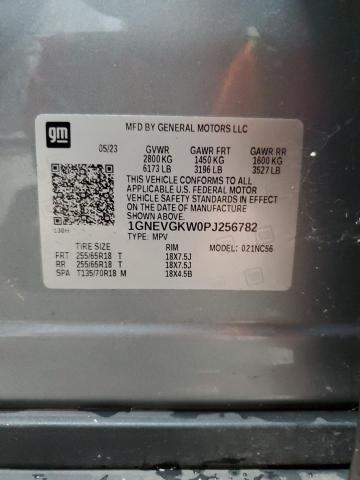 gm
MFD BY GENERAL MOTORS LLC
05/23 GVWR GAWR FRT GAWR RR
2800 KG 1450 KG 1600 KG
6173 LB 3196 LB 3527 LB
THIS VEHICLE CONFORMS TO ALL
APPLICABLE U.S. FEDERAL MOTOR
VEHICLE SAFETY STANDARDS IN EFFECT ON THE
DATE OF MANUFACTURE SHOWN ABOVE.
1GNEVGKW0PJ256782
TYPE: MPV
TIRE SIZE RIM MODEL: 021NC56
FRT 255/65R18 T 18X7.5J
RR 255/65R18 T 18X7.5J
SPA T135/70R18 M 18X4.5B